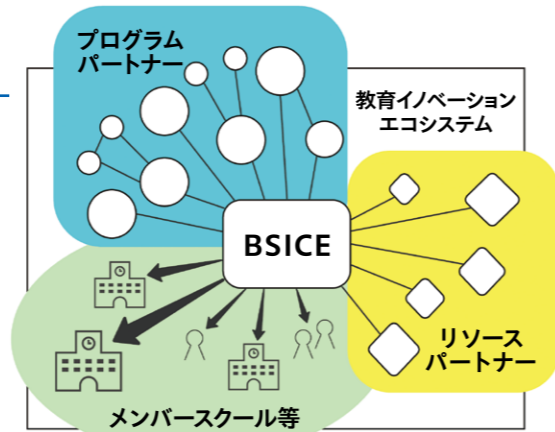 プログラム
パートナー
教育イノベーション
エコシステム
BSICE
リソース
パートナー
メンバースクール等